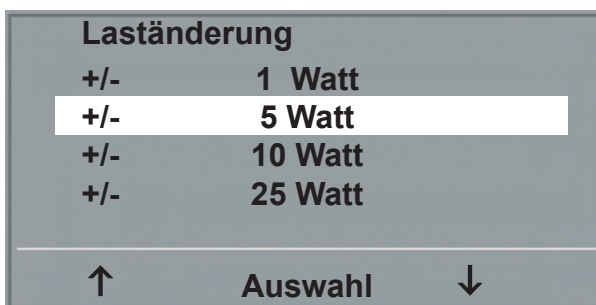 Laständerung
+/- 1 Watt
+/- 5 Watt
+/- 10 Watt
+/- 25 Watt
↑ Auswahl ↓